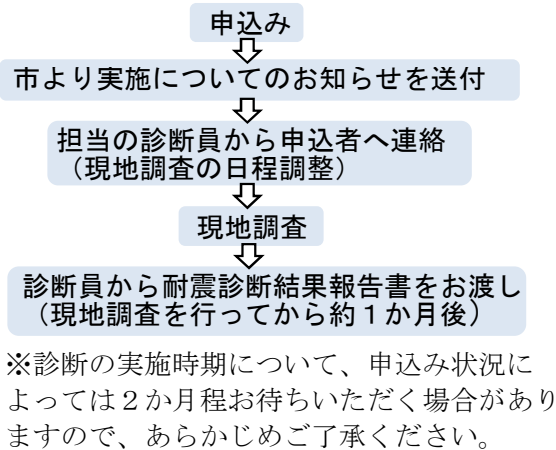 申込み
市より実施についてのお知らせを送付
担当の診断員から申込者へ連絡
（現地調査の日程調整）
現地調査
診断員から耐震診断結果報告書をお渡し
（現地調査を行ってから約１か月後）
※診断の実施時期について、申込み状況に
よっては２か月程お待ちいただく場合があり
ますので、あらかじめご了承ください。